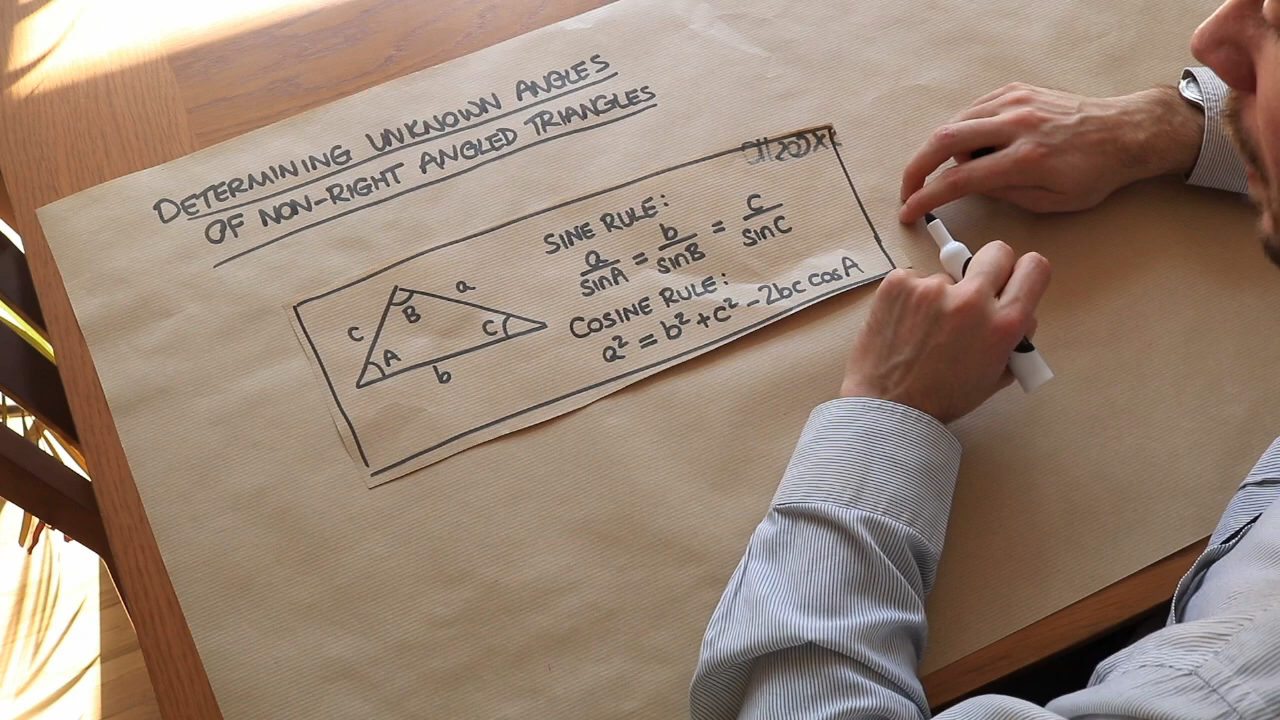 DETERMINING UNKNOWN ANGLES
OF NON-RIGHT ANGLED TRIANGLES
SINE RULE:
a/sinA = b/sinB = c/sinC
COSINE RULE:
a² = b² + c² - 2bc cosA
c
B
a
A
C
b